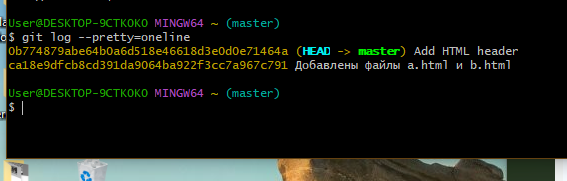 User@DESKTOP-9CTKOKO MINGW64 ~ (master)
$ git log --pretty=oneline
0b774879abe64b0a6d518e46618d3e0d0e71464a (HEAD -> master) Add HTML header
ca18e9dfcb8cd391da9064ba922f3cc7a967c791 Добавлены файлы a.html и b.html
User@DESKTOP-9CTKOKO MINGW64 ~ (master)
$